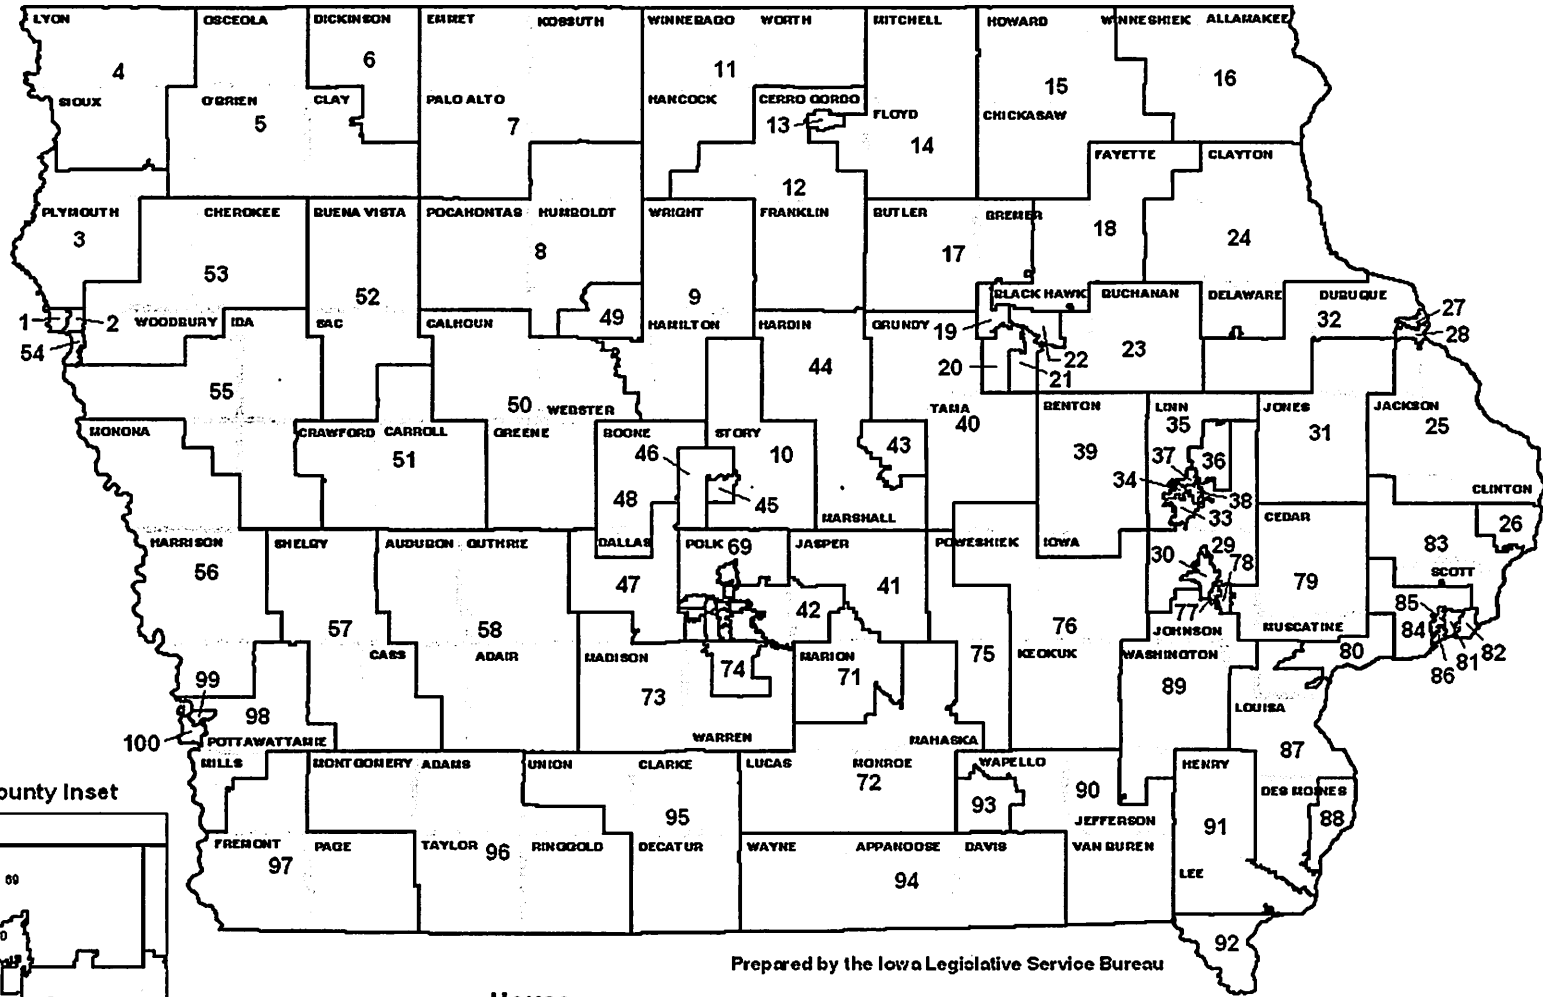 LYON OSCEOLA DICKINSON EMMET KOSSUTH WINNEBAGO WORTH MITCHELL HOWARD WINNESHIEK ALLAMAKEE
4 6 11 15 16
SIOUX O'BRIEN CLAY PALO ALTO HANCOCK CERRO GORDO FLOYD CHICKASAW
5 7 13 14
FAYETTE CLAYTON
12
PLYMOUTH CHEROKEE BUENA VISTA POCAHONTAS HUMBOLDT WRIGHT FRANKLIN BUTLER BREMER
3 53 8 17 18 24
52 9
BLACK HAWK BUCHANAN DELAWARE DUBUQUE
1 2 WOODBURY IDA SAC CALHOUN 49 HAMILTON HARDIN GRUNDY 19 32 27
54 22 23 28
55 44 20 21
50 WEBSTER TAMA BENTON LINN JONES JACKSON
MONONA CRAWFORD CARROLL GREENE BOONE STORY 40 35 31 25
51 46 10 43 39 37 36
48 45 34 38 CLINTON
MARSHALL 33 CEDAR 26
HARRISON SHELBY AUDUBON GUTHRIE DALLAS POLK 69 JASPER POWESHIEK IOWA 29 83
56 47 41 30 78 79 SCOTT
42 77 85
57 58 76 JOHNSON MUSCATINE 84 82
CASS ADAIR MADISON 74 MARION 75 KEOKUK WASHINGTON 80 81
99 73 71 89 86
98 LOUISA
100 POTTAWATTAMIE WARREN MAHASKA 87
MILLS MONTGOMERY ADAMS UNION CLARKE LUCAS MONROE WAPELLO HENRY
72 90 DES MOINES
95 93 JEFFERSON 91 88
FREMONT PAGE TAYLOR 96 RINGGOLD DECATUR WAYNE APPANOOSE DAVIS VAN BUREN
97 94 LEE
92
ounty Inset
69
Prepared by the Iowa Legislative Service Bureau